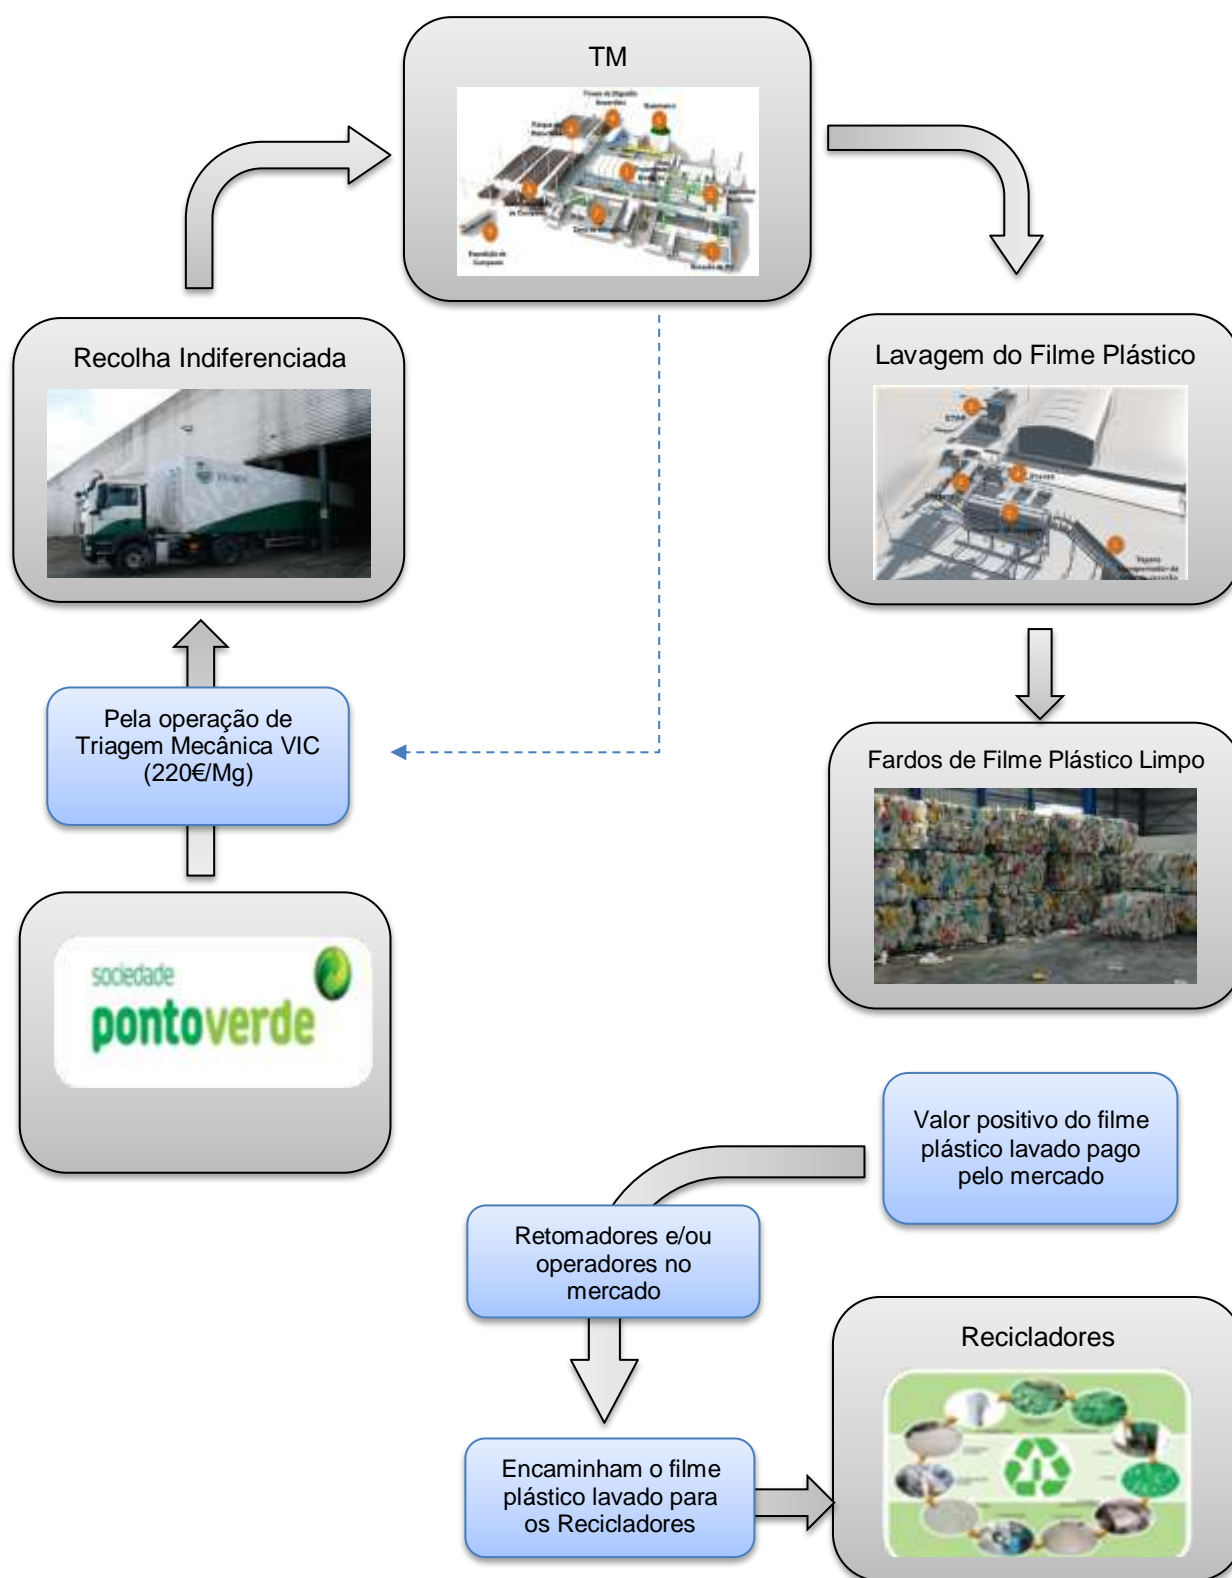 TM
Recolha Indiferenciada
Lavagem do Filme Plástico
Pela operação de
Triagem Mecânica VIC
(220€/Mg)
Fardos de Filme Plástico Limpo
sociedade
pontoverde
Valor positivo do filme
plástico lavado pago
pelo mercado
Retomadores e/ou
operadores no
mercado
Recicladores
Encaminham o filme
plástico lavado para
os Recicladores